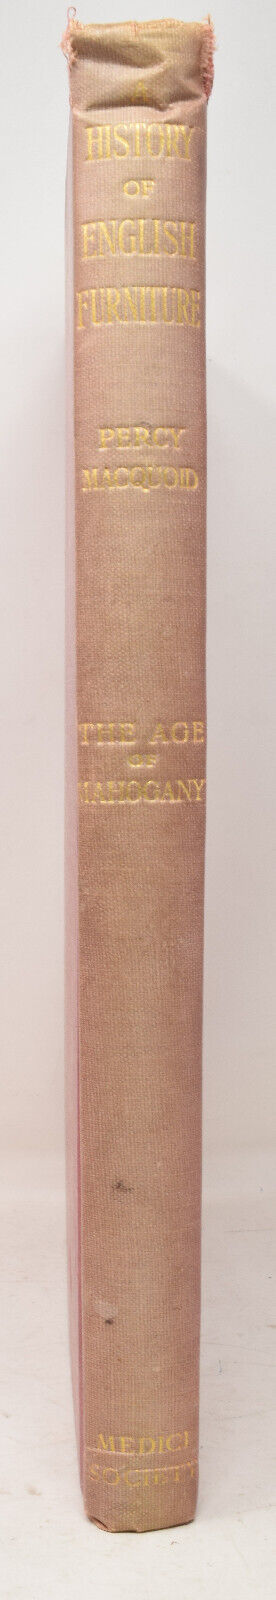 A
HISTORY
OF
ENGLISH
FURNITURE
PERCY
MACQUOID
THE AGE
OF
MAHOGANY
MEDICI
SOCIETY